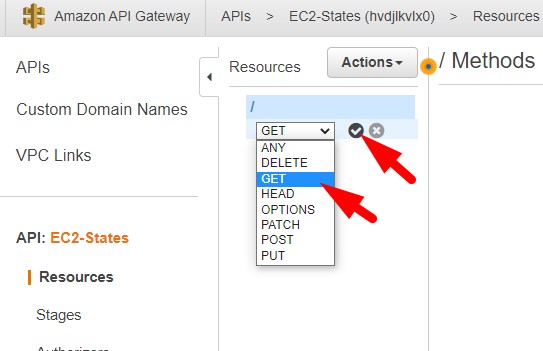 Amazon API Gateway
APIs > EC2-States (hvdjlkvlx0) > Resources
APIs
Custom Domain Names
VPC Links
API: EC2-States
Resources
Stages
Authorizers
Resources
Actions
/
GET
ANY
DELETE
GET
HEAD
OPTIONS
PATCH
POST
PUT
/ Methods